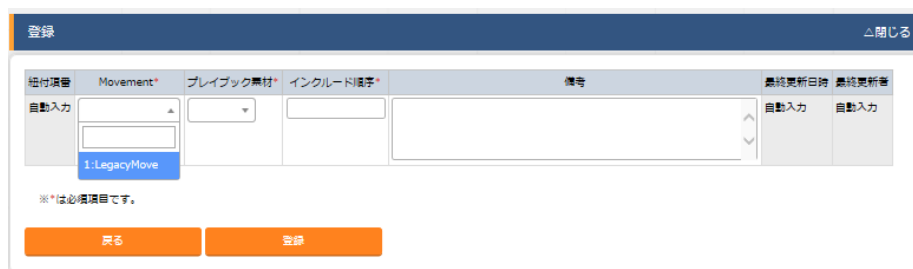 登録
△閉じる
紐付項番 Movement* プレイブック素材* インクルード順序* 備考 最終更新日時 最終更新者
自動入力 自動入力 自動入力
1:LegacyMove
※*は必須項目です。
戻る 登録